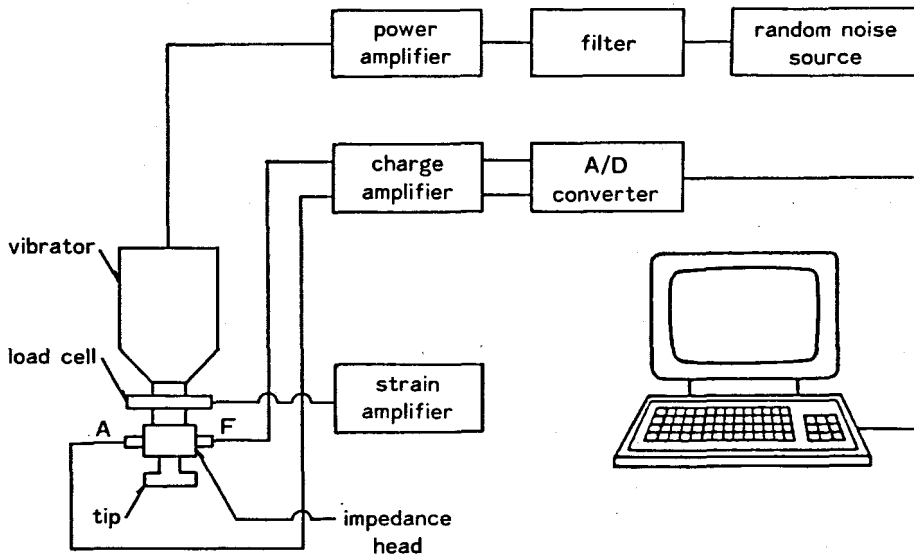 power
amplifier
filter
random noise
source
charge
amplifier
A/D
converter
vibrator
load cell
strain
amplifier
A
F
tip
impedance
head